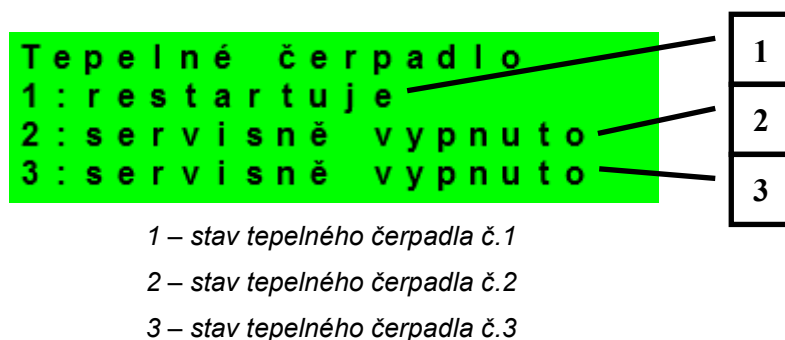 Tepelné čerpadlo
1:restartuje
2:servisně vypnuto
3:servisně vypnuto
1
2
3
1 – stav tepelného čerpadla č.1
2 – stav tepelného čerpadla č.2
3 – stav tepelného čerpadla č.3